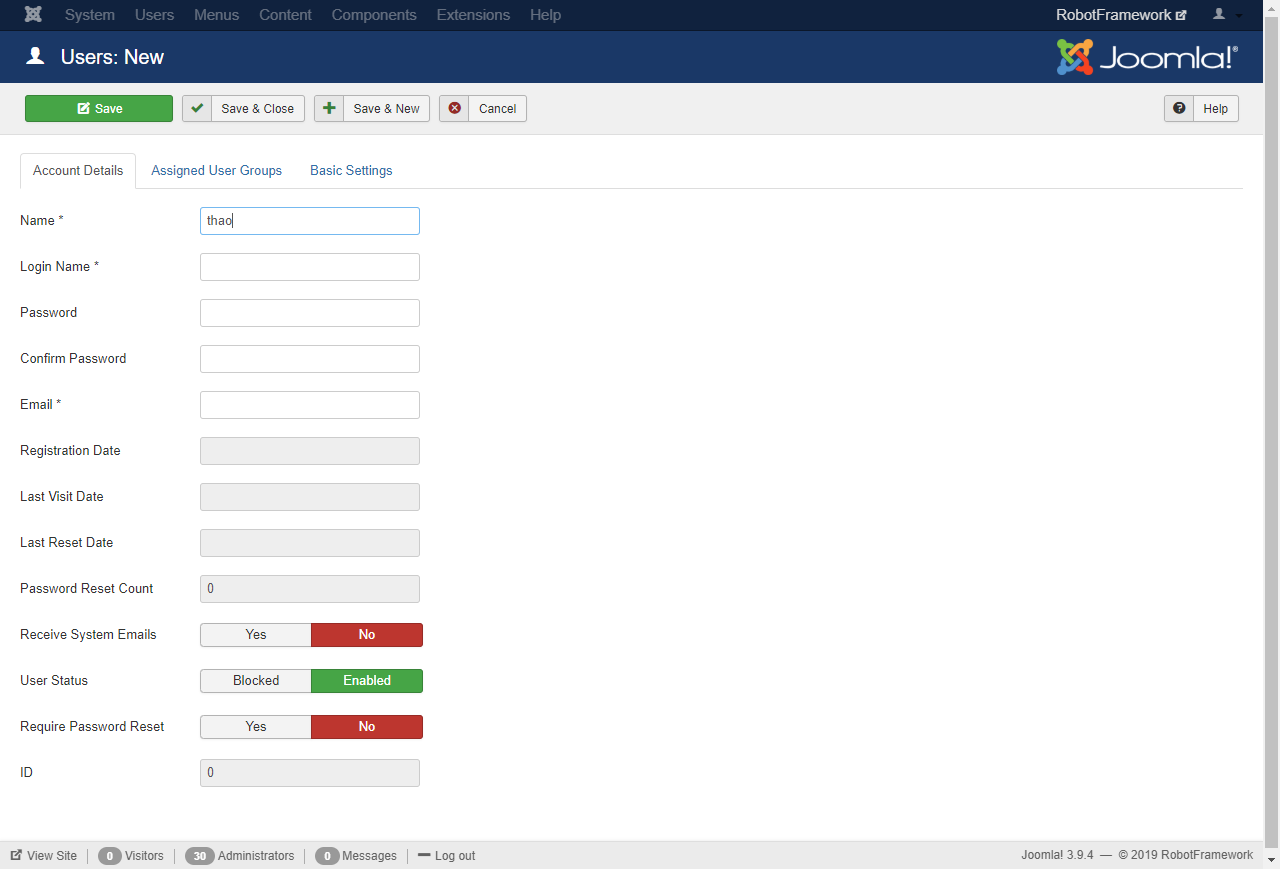 System Users Menus Content Components Extensions Help RobotFramework
Users: New Joomla!®
Save Save & Close Save & New Cancel Help
Account Details Assigned User Groups Basic Settings
Name * thao
Login Name *
Password
Confirm Password
Email *
Registration Date
Last Visit Date
Last Reset Date
Password Reset Count 0
Receive System Emails Yes No
User Status Blocked Enabled
Require Password Reset Yes No
ID 0
View Site 0 Visitors 30 Administrators 0 Messages Log out Joomla! 3.9.4 — © 2019 RobotFramework